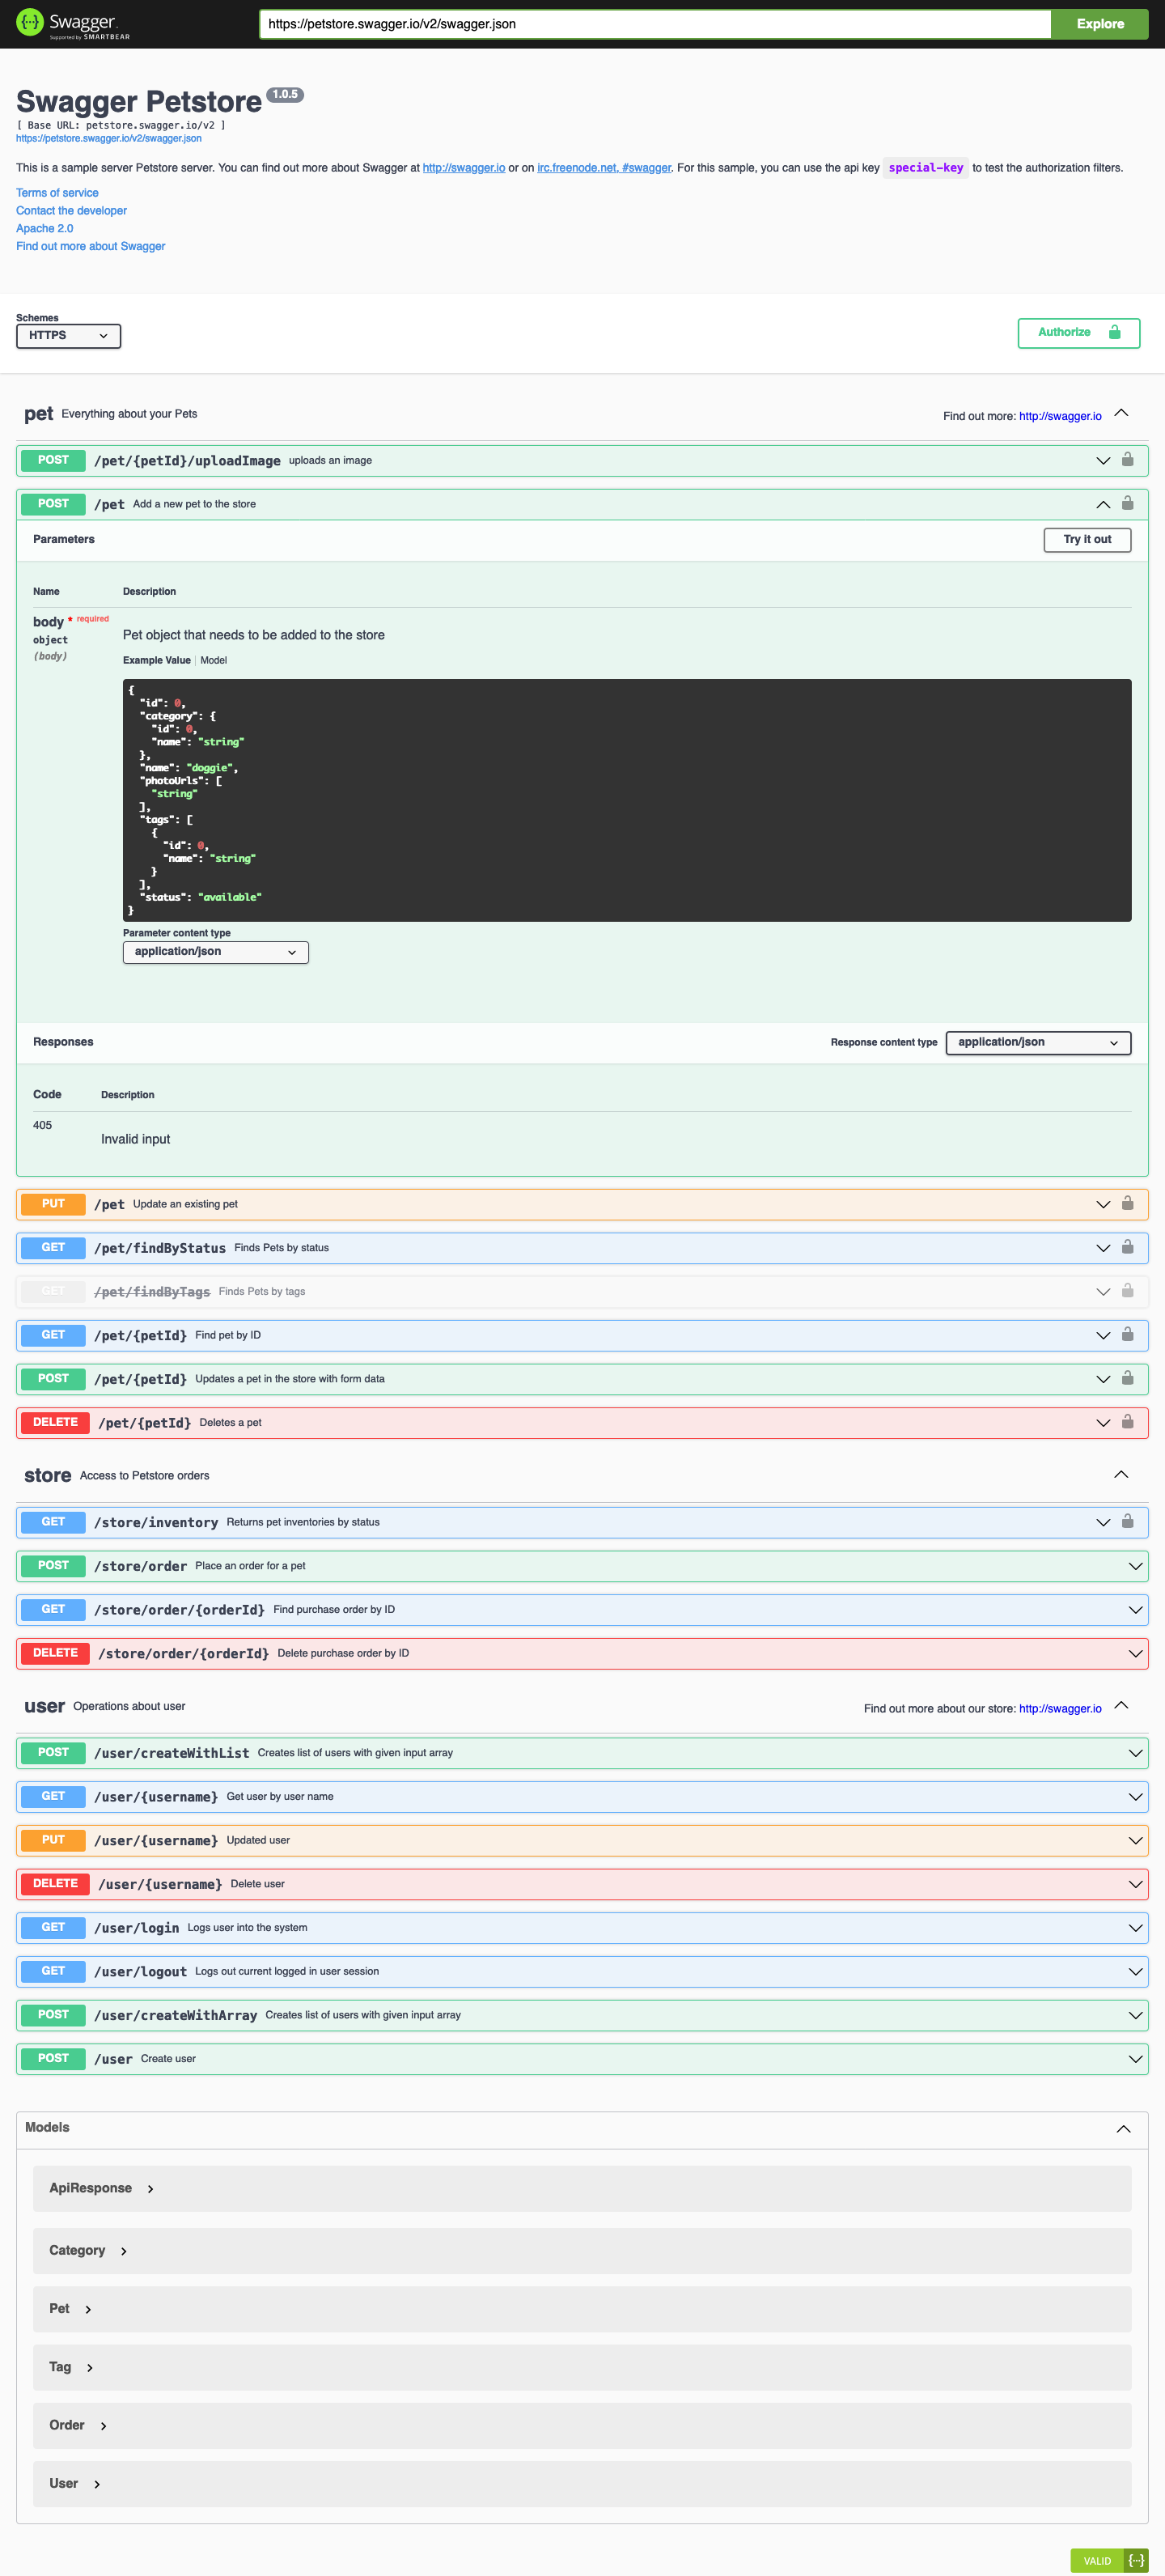 Swagger.
Supported by SMARTBEAR
https://petstore.swagger.io/v2/swagger.json
Explore
Swagger Petstore 1.0.5
[ Base URL: petstore.swagger.io/v2 ]
https://petstore.swagger.io/v2/swagger.json
This is a sample server Petstore server. You can find out more about Swagger at http://swagger.io or on irc.freenode.net, #swagger. For this sample, you can use the api key special-key to test the authorization filters.
Terms of service
Contact the developer
Apache 2.0
Find out more about Swagger
Schemes
HTTPS
Authorize
pet Everything about your Pets Find out more: http://swagger.io
POST /pet/{petId}/uploadImage uploads an image
POST /pet Add a new pet to the store
Parameters Try it out
Name Description
body * required
object
(body)
Pet object that needs to be added to the store
Example Value | Model
{
  "id": 0,
  "category": {
    "id": 0,
    "name": "string"
  },
  "name": "doggie",
  "photoUrls": [
    "string"
  ],
  "tags": [
    {
      "id": 0,
      "name": "string"
    }
  ],
  "status": "available"
}
Parameter content type
application/json
Responses Response content type application/json
Code Description
405
Invalid input
PUT /pet Update an existing pet
GET /pet/findByStatus Finds Pets by status
GET /pet/findByTags Finds Pets by tags
GET /pet/{petId} Find pet by ID
POST /pet/{petId} Updates a pet in the store with form data
DELETE /pet/{petId} Deletes a pet
store Access to Petstore orders
GET /store/inventory Returns pet inventories by status
POST /store/order Place an order for a pet
GET /store/order/{orderId} Find purchase order by ID
DELETE /store/order/{orderId} Delete purchase order by ID
user Operations about user Find out more about our store: http://swagger.io
POST /user/createWithList Creates list of users with given input array
GET /user/{username} Get user by user name
PUT /user/{username} Updated user
DELETE /user/{username} Delete user
GET /user/login Logs user into the system
GET /user/logout Logs out current logged in user session
POST /user/createWithArray Creates list of users with given input array
POST /user Create user
Models
ApiResponse
Category
Pet
Tag
Order
User
VALID {···}